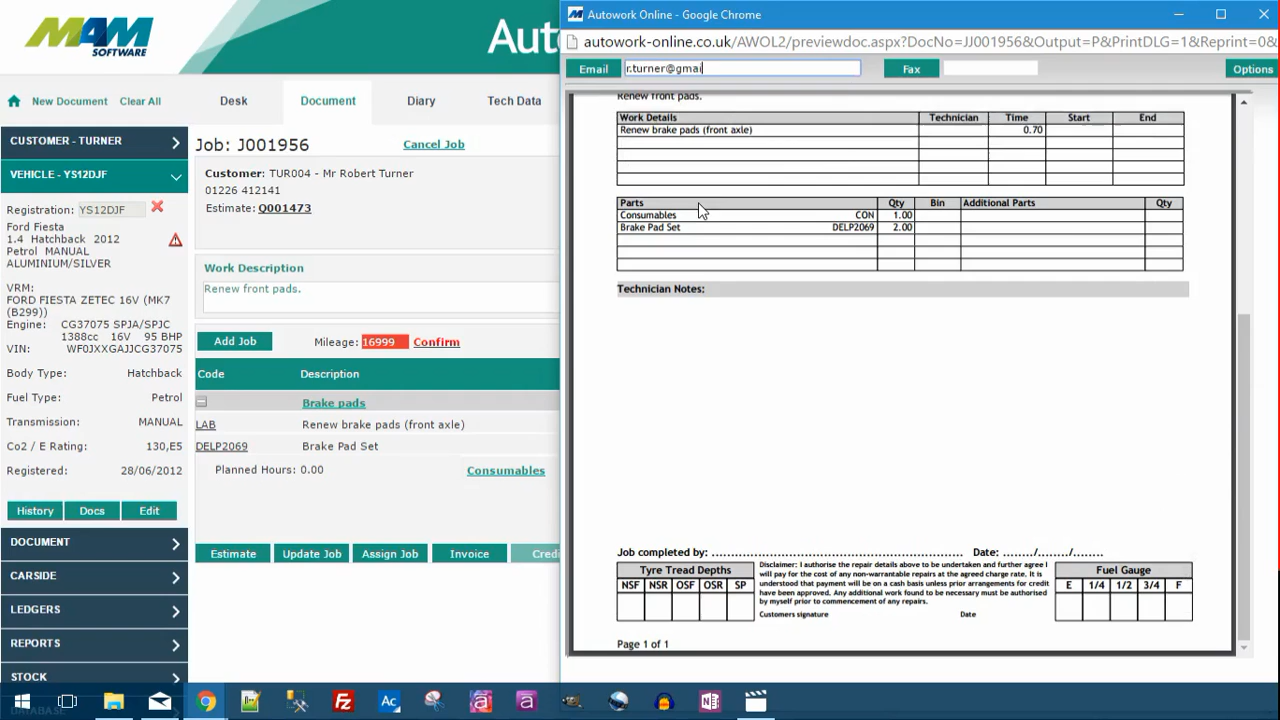 MAM SOFTWARE
Auto
New Document
Clear All
Desk
Document
Diary
Tech Data
CUSTOMER - TURNER
VEHICLE - YS12DJF
Registration: YS12DJF
Ford Fiesta
1.4 Hatchback 2012
Petrol MANUAL
ALUMINIUM/SILVER
VRM:
FORD FIESTA ZETEC 16V (MK7
(B299))
Engine: CG37075 SPJA/SPJC
1388cc 16V 95 BHP
VIN: WF0JXXGAJJCG37075
Body Type: Hatchback
Fuel Type: Petrol
Transmission: MANUAL
Co2 / E Rating: 130,E5
Registered: 28/06/2012
History
Docs
Edit
DOCUMENT
CARSIDE
LEDGERS
REPORTS
STOCK
DATABASE
Job: J001956
Cancel Job
Customer: TUR004 - Mr Robert Turner
01226 412141
Estimate: Q001473
Work Description
Renew front pads.
Add Job
Mileage: 16999 Confirm
Code Description
Brake pads
LAB Renew brake pads (front axle)
DELP2069 Brake Pad Set
Planned Hours: 0.00
Consumables
Estimate
Update Job
Assign Job
Invoice
Credi
Autowork Online - Google Chrome
autowork-online.co.uk/AWOL2/previewdoc.aspx?DocNo=JJ001956&Output=P&PrintDLG=1&Reprint=0&
Email r.turner@gmai
Fax
Options
Renew front pads.
Work Details Technician Time Start End
Renew brake pads (front axle) 0.70
Parts Qty Bin Additional Parts Qty
Consumables CON 1.00
Brake Pad Set DELP2069 2.00
Technician Notes:
Job completed by: ........................................................... Date: ......../......./.......
Tyre Tread Depths
NSF NSR OSF OSR SP
Disclaimer: I authorise the repair details above to be undertaken and further agree I
will pay for the cost of any non-warrantable repairs at the agreed charge rate. It is
understood that payment will be on a cash basis unless prior arrangements for credit
have been approved. Any additional work found to be necessary must be authorised
by myself prior to commencement of any repairs.
Customers signature Date
Fuel Gauge
E 1/4 1/2 3/4 F
Page 1 of 1